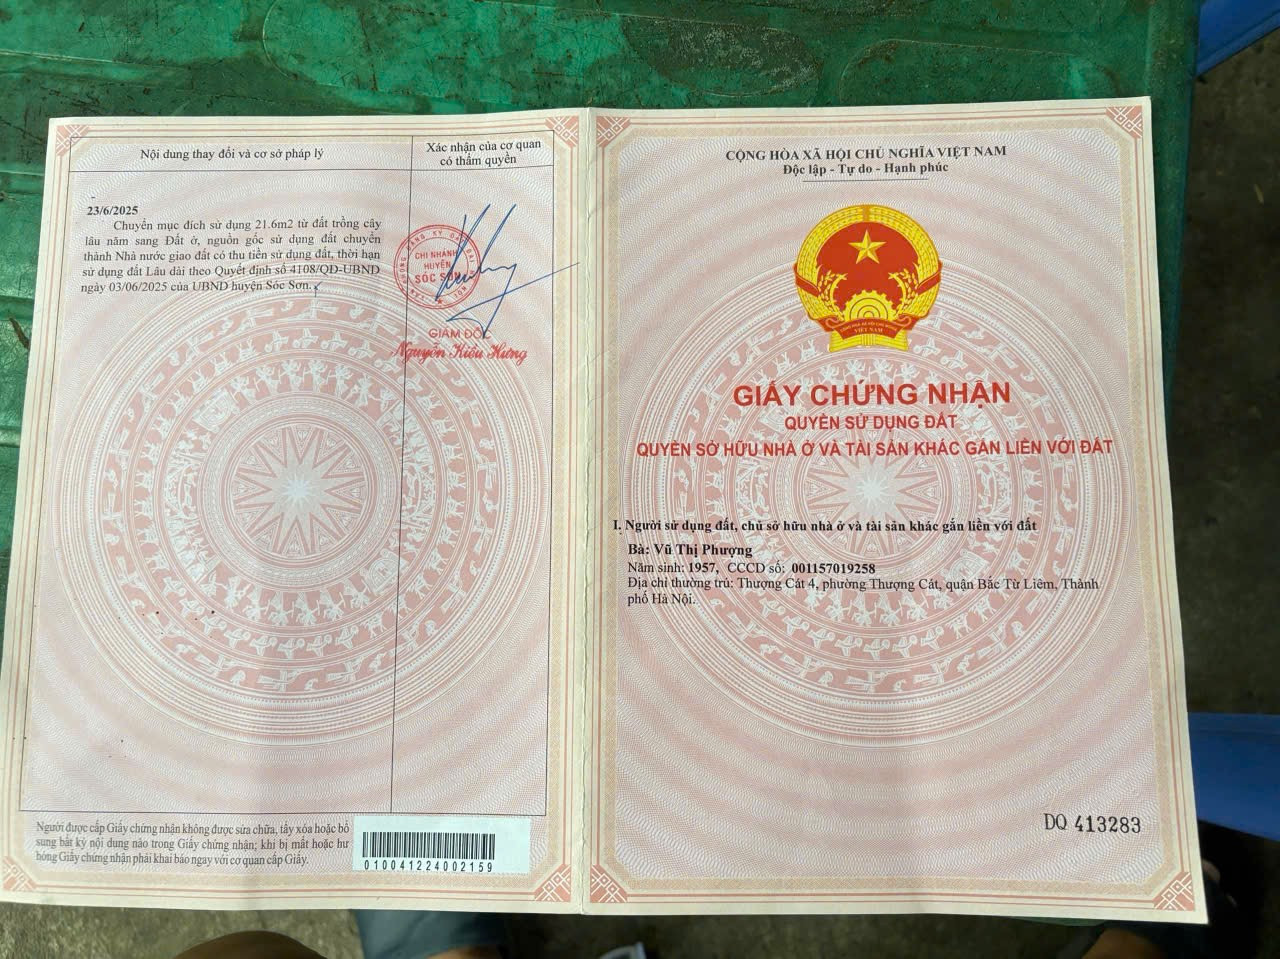 Nội dung thay đổi và cơ sở pháp lý
Xác nhận của cơ quan
có thẩm quyền
23/6/2025
Chuyển mục đích sử dụng 21.6m2 từ đất trồng cây
lâu năm sang Đất ở, nguồn gốc sử dụng đất chuyển
thành Nhà nước giao đất có thu tiền sử dụng đất, thời hạn
sử dụng đất Lâu dài theo Quyết định số 4108/QĐ-UBND
ngày 03/06/2025 của UBND huyện Sóc Sơn.
CHI NHÁNH
HUYỆN
SÓC SƠN
GIÁM ĐỐC
Nguyễn Kiều Hưng
Người được cấp Giấy chứng nhận không được sửa chữa, tẩy xóa hoặc bổ
sung bất kỳ nội dung nào trong Giấy chứng nhận; khi bị mất hoặc hư
hỏng Giấy chứng nhận phải khai báo ngay với cơ quan cấp Giấy.
010041224002159
CỘNG HÒA XÃ HỘI CHỦ NGHĨA VIỆT NAM
Độc lập - Tự do - Hạnh phúc
CỘNG HÒA XÃ HỘI CHỦ NGHĨA
VIỆT NAM
GIẤY CHỨNG NHẬN
QUYỀN SỬ DỤNG ĐẤT
QUYỀN SỞ HỮU NHÀ Ở VÀ TÀI SẢN KHÁC GẮN LIỀN VỚI ĐẤT
I. Người sử dụng đất, chủ sở hữu nhà ở và tài sản khác gắn liền với đất
Bà: Vũ Thị Phượng
Năm sinh: 1957, CCCD số: 001157019258
Địa chỉ thường trú: Thượng Cát 4, phường Thượng Cát, quận Bắc Từ Liêm, Thành
phố Hà Nội.
DQ 413283